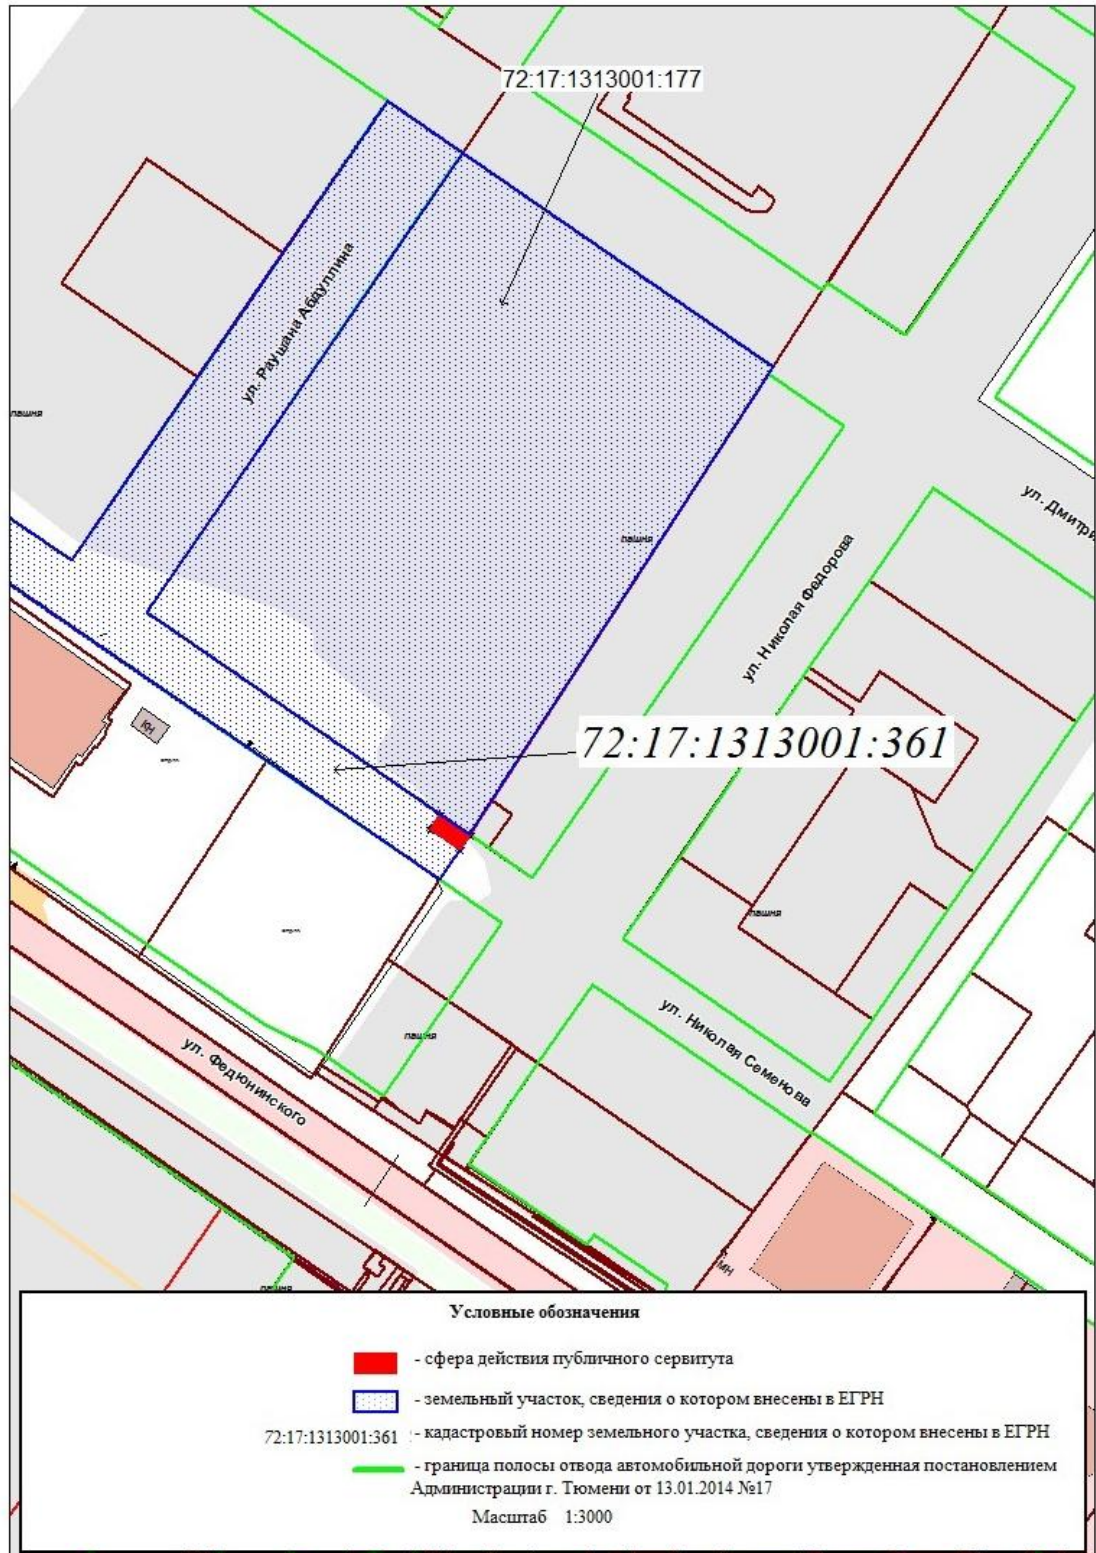 72:17:1313001:177
ул. Раушана Абдуллина
пашня
пашня
ул. Дмитри
ул. Николая Федорова
72:17:1313001:361
КН
пашня
ул. Николая Семенова
пашня
ул. Федюнинского
МН
пашня
Условные обозначения
- сфера действия публичного сервитута
- земельный участок, сведения о котором внесены в ЕГРН
72:17:1313001:361 - кадастровый номер земельного участка, сведения о котором внесены в ЕГРН
- граница полосы отвода автомобильной дороги утвержденная постановлением
Администрации г. Тюмени от 13.01.2014 №17
Масштаб 1:3000